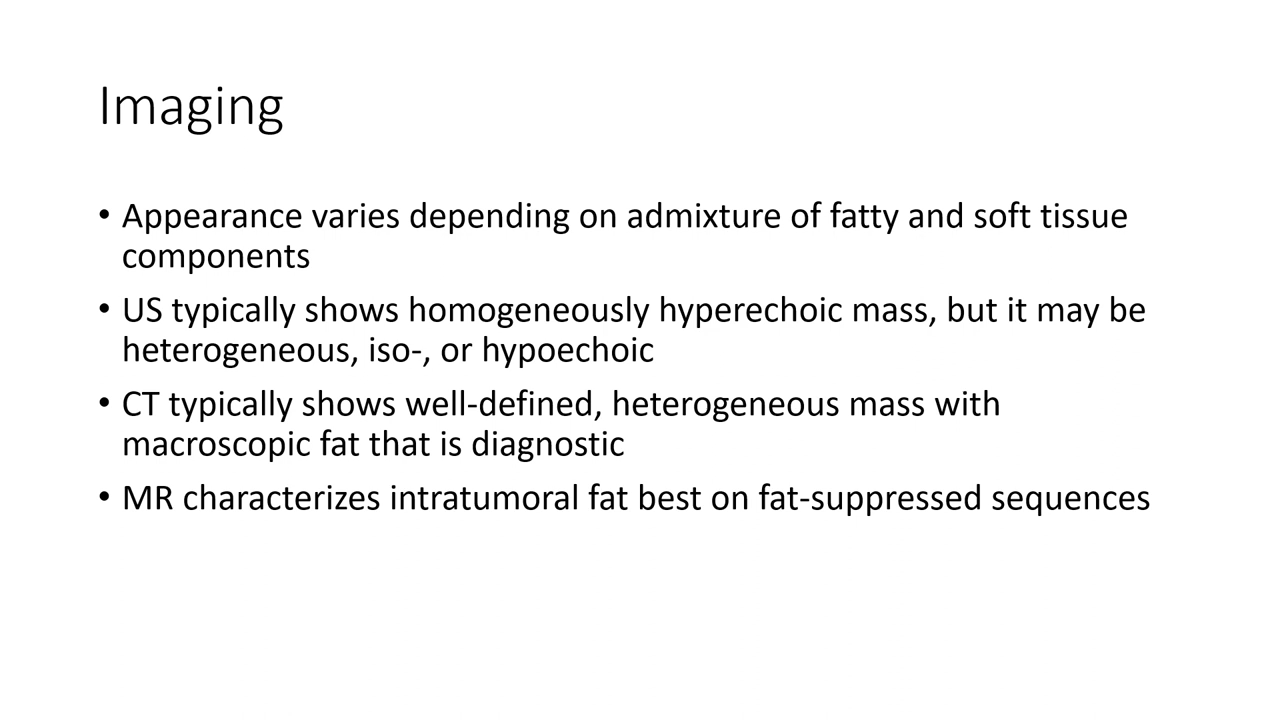 Imaging
• Appearance varies depending on admixture of fatty and soft tissue
components
• US typically shows homogeneously hyperechoic mass, but it may be
heterogeneous, iso-, or hypoechoic
• CT typically shows well-defined, heterogeneous mass with
macroscopic fat that is diagnostic
• MR characterizes intratumoral fat best on fat-suppressed sequences